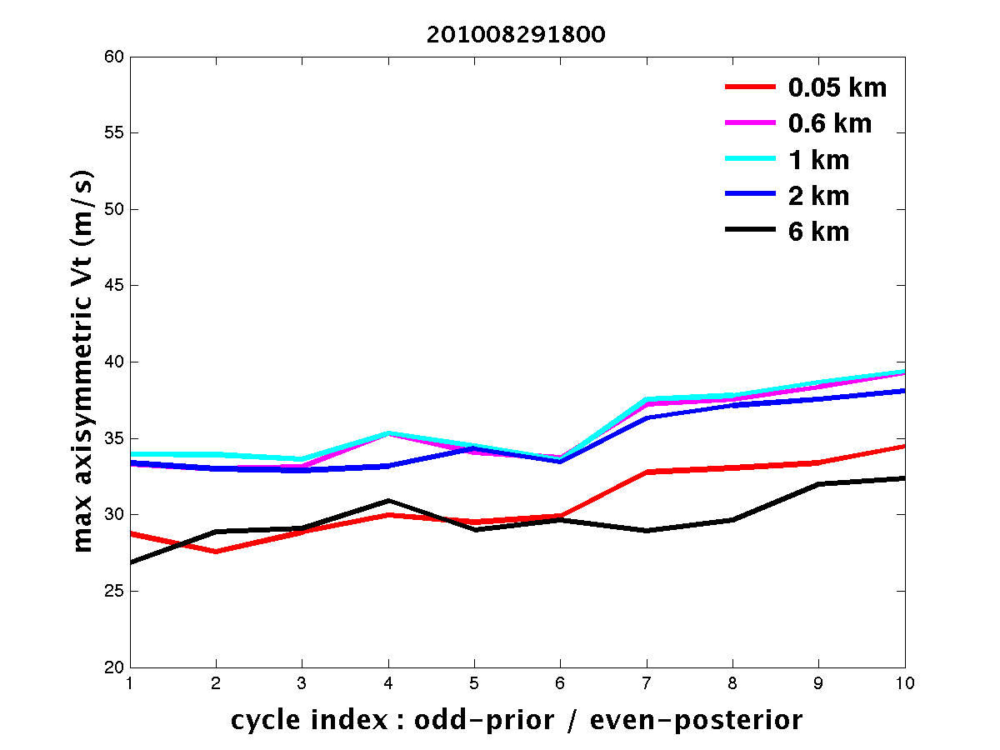 201008291800
60
55
50
45
40
35
30
25
20
max axisymmetric Vt (m/s)
0.05 km
0.6 km
1 km
2 km
6 km
1 2 3 4 5 6 7 8 9 10
cycle index : odd-prior / even-posterior